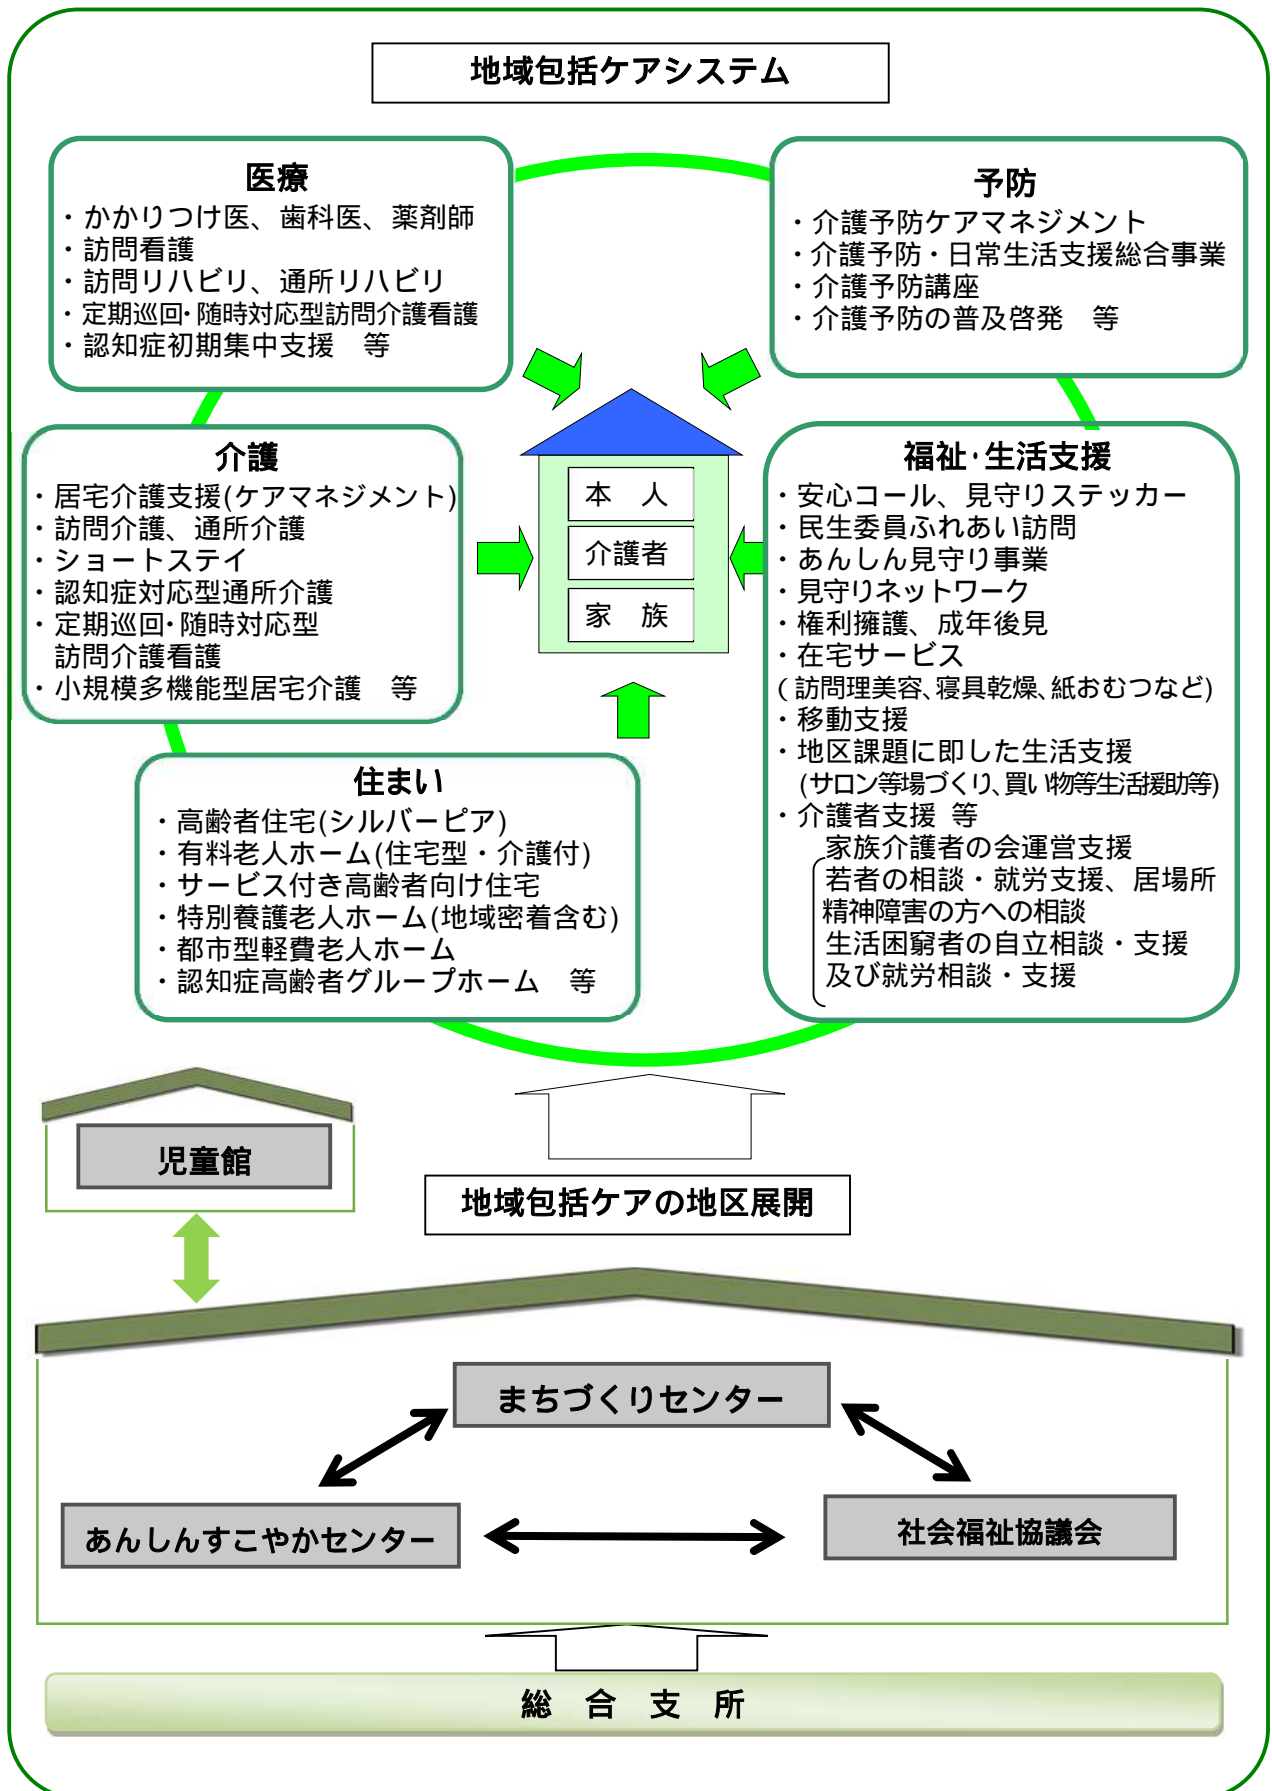 地域包括ケアシステム
医療
・かかりつけ医、歯科医、薬剤師
・訪問看護
・訪問リハビリ、通所リハビリ
・定期巡回・随時対応型訪問介護看護
・認知症初期集中支援　等
予防
・介護予防ケアマネジメント
・介護予防・日常生活支援総合事業
・介護予防講座
・介護予防の普及啓発　等
介護
・居宅介護支援(ケアマネジメント)
・訪問介護、通所介護
・ショートステイ
・認知症対応型通所介護
・定期巡回・随時対応型
訪問介護看護
・小規模多機能型居宅介護　等
本　人
介護者
家　族
福祉・生活支援
・安心コール、見守りステッカー
・民生委員ふれあい訪問
・あんしん見守り事業
・見守りネットワーク
・権利擁護、成年後見
・在宅サービス
(訪問理美容、寝具乾燥、紙おむつなど)
・移動支援
・地区課題に即した生活支援
(サロン等場づくり、買い物等生活援助等)
・介護者支援　等
家族介護者の会運営支援
若者の相談・就労支援、居場所
精神障害の方への相談
生活困窮者の自立相談・支援
及び就労相談・支援
住まい
・高齢者住宅(シルバーピア)
・有料老人ホーム(住宅型・介護付)
・サービス付き高齢者向け住宅
・特別養護老人ホーム(地域密着含む)
・都市型軽費老人ホーム
・認知症高齢者グループホーム　等
児童館
地域包括ケアの地区展開
まちづくりセンター
あんしんすこやかセンター
社会福祉協議会
総　合　支　所